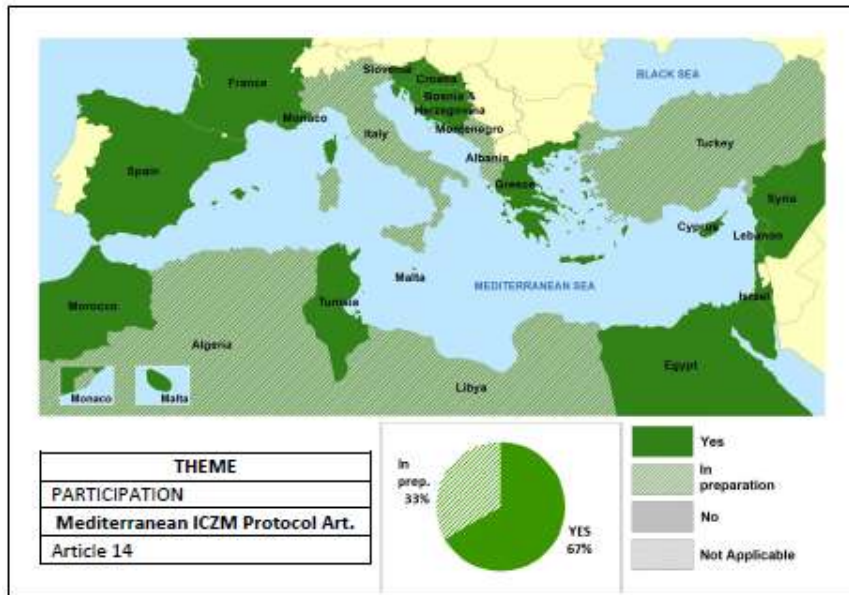 Slovenia
Croatia
France
BLACK SEA
Bosnia &
Herzegovina
Monaco
Montenegro
Italy
Turkey
Albania
Spain
Greece
Syria
Cyprus
Lebanon
Malta
MEDITERRANEAN SEA
Israel
Morocco
Tunisia
Algeria
Egypt
Libya
Monaco
Malta
THEME
PARTICIPATION
Mediterranean ICZM Protocol Art.
Article 14
In
prep.
33%
YES
67%
Yes
In
preparation
No
Not Applicable